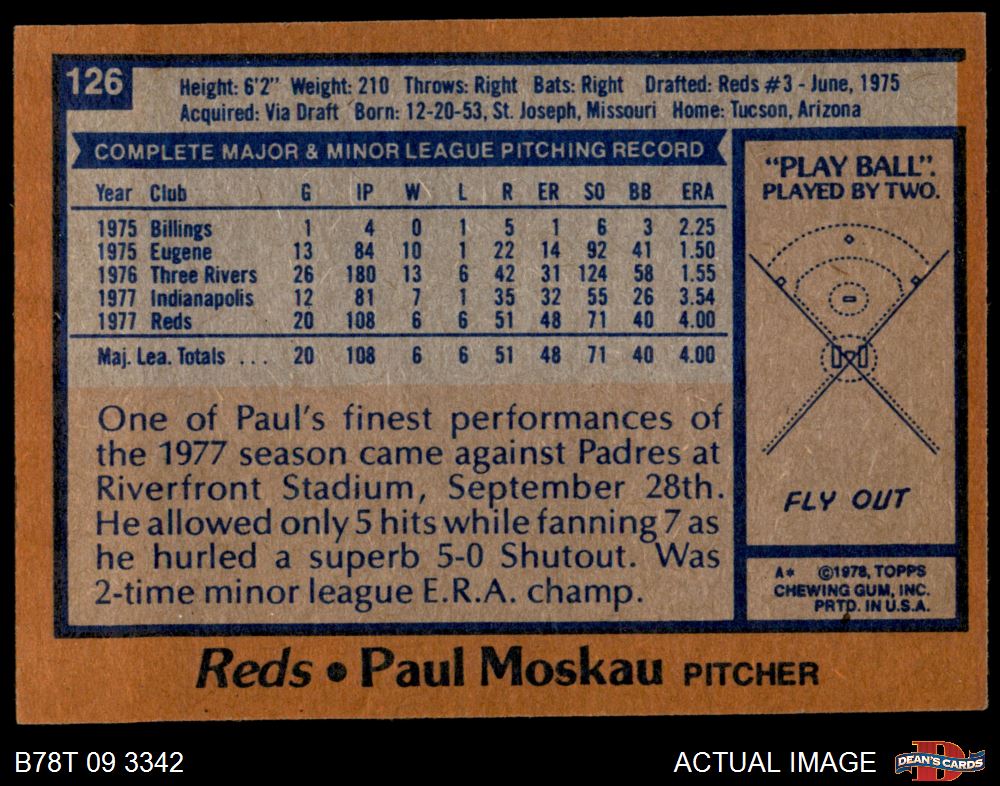 126
Height: 6'2" Weight: 210 Throws: Right Bats: Right Drafted: Reds #3 - June, 1975
Acquired: Via Draft Born: 12-20-53, St. Joseph, Missouri Home: Tucson, Arizona
COMPLETE MAJOR & MINOR LEAGUE PITCHING RECORD
Year Club G IP W L R ER SO BB ERA
1975 Billings 1 4 0 1 5 1 6 3 2.25
1975 Eugene 13 84 10 1 22 14 92 41 1.50
1976 Three Rivers 26 180 13 6 42 31 124 58 1.55
1977 Indianapolis 12 81 7 1 35 32 55 26 3.54
1977 Reds 20 108 6 6 51 48 71 40 4.00
Maj. Lea. Totals ... 20 108 6 6 51 48 71 40 4.00
One of Paul's finest performances of
the 1977 season came against Padres at
Riverfront Stadium, September 28th.
He allowed only 5 hits while fanning 7 as
he hurled a superb 5-0 Shutout. Was
2-time minor league E.R.A. champ.
"PLAY BALL".
PLAYED BY TWO.
FLY OUT
A* ©1978, TOPPS
CHEWING GUM, INC.
PRTD. IN U.S.A.
Reds • Paul Moskau PITCHER
B78T 09 3342
ACTUAL IMAGE
D
DEAN'S CARDS